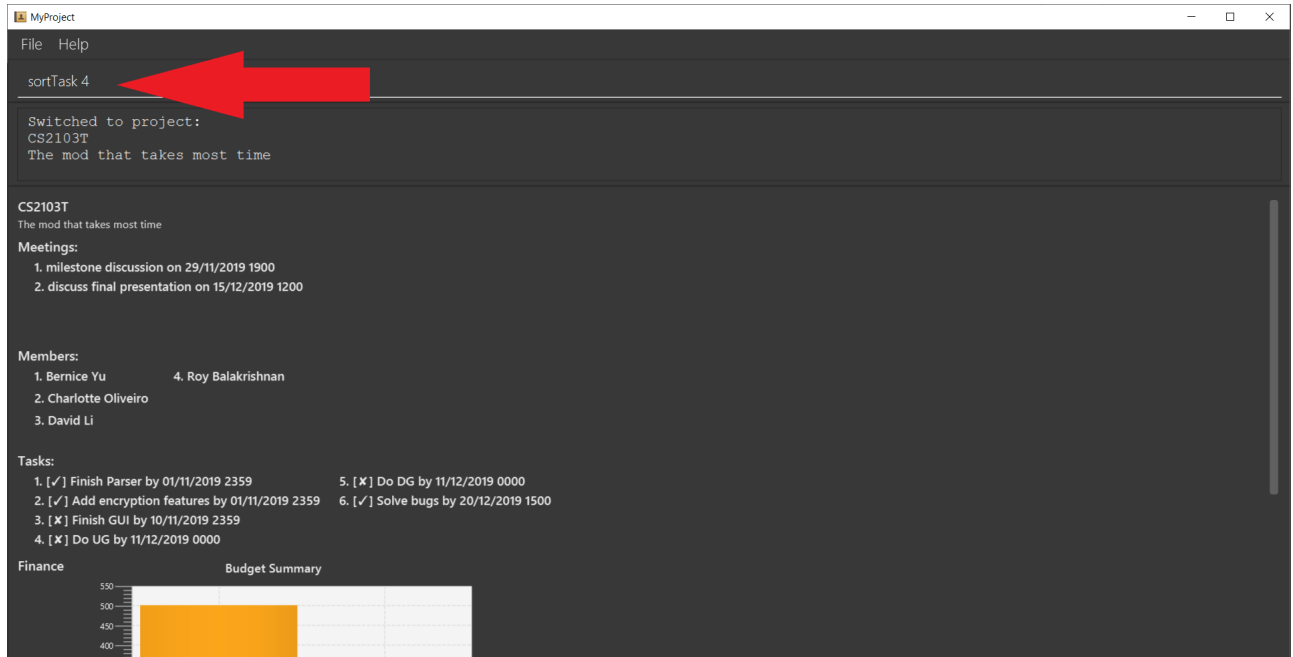 MyProject
File Help
sortTask 4
Switched to project:
CS2103T
The mod that takes most time
CS2103T
The mod that takes most time
Meetings:
1. milestone discussion on 29/11/2019 1900
2. discuss final presentation on 15/12/2019 1200
Members:
1. Bernice Yu
2. Charlotte Oliveiro
3. David Li
4. Roy Balakrishnan
Tasks:
1. [✓] Finish Parser by 01/11/2019 2359
2. [✓] Add encryption features by 01/11/2019 2359
3. [✘] Finish GUI by 10/11/2019 2359
4. [✘] Do UG by 11/12/2019 0000
5. [✘] Do DG by 11/12/2019 0000
6. [✓] Solve bugs by 20/12/2019 1500
Finance
Budget Summary
550
500
450
400